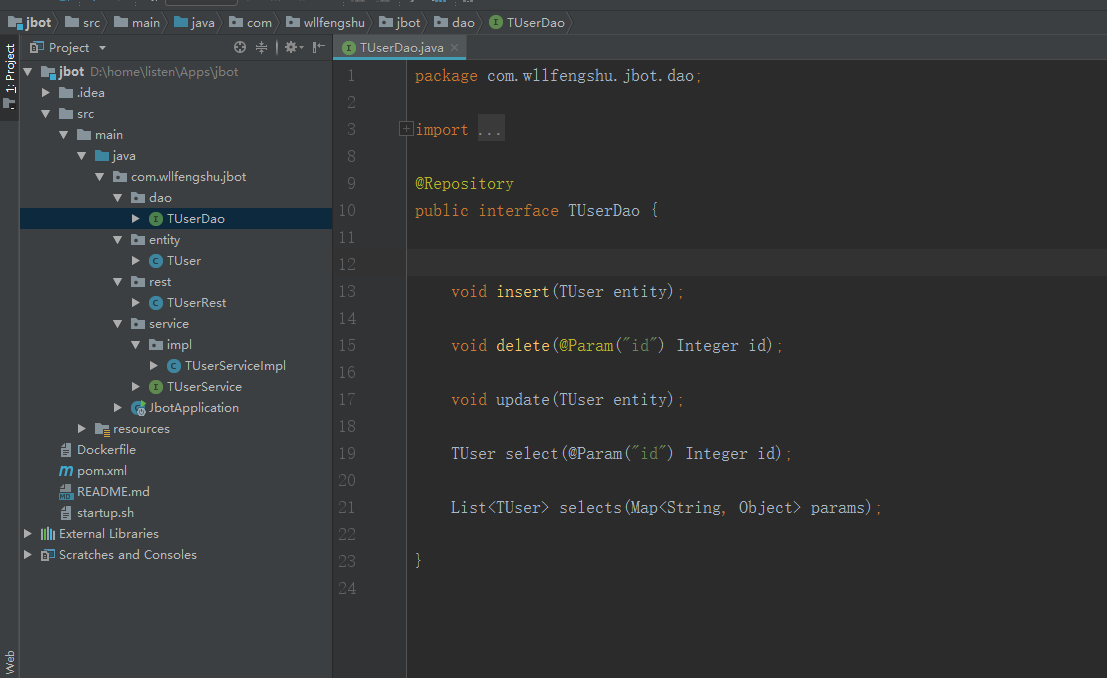 jbot src main java com wllfengshu jbot dao TUserDao
1: Project
Project
TUserDao.java
jbot D:\home\listen\Apps\jbot
.idea
src
main
java
com.wllfengshu.jbot
dao
TUserDao
entity
TUser
rest
TUserRest
service
impl
TUserServiceImpl
TUserService
JbotApplication
resources
Dockerfile
pom.xml
README.md
startup.sh
External Libraries
Scratches and Consoles
Web
1 package com.wllfengshu.jbot.dao;
2
3 import ...
8
9 @Repository
10 public interface TUserDao {
11
12
13 void insert(TUser entity);
14
15 void delete(@Param("id") Integer id);
16
17 void update(TUser entity);
18
19 TUser select(@Param("id") Integer id);
20
21 List<TUser> selects(Map<String, Object> params);
22
23 }
24